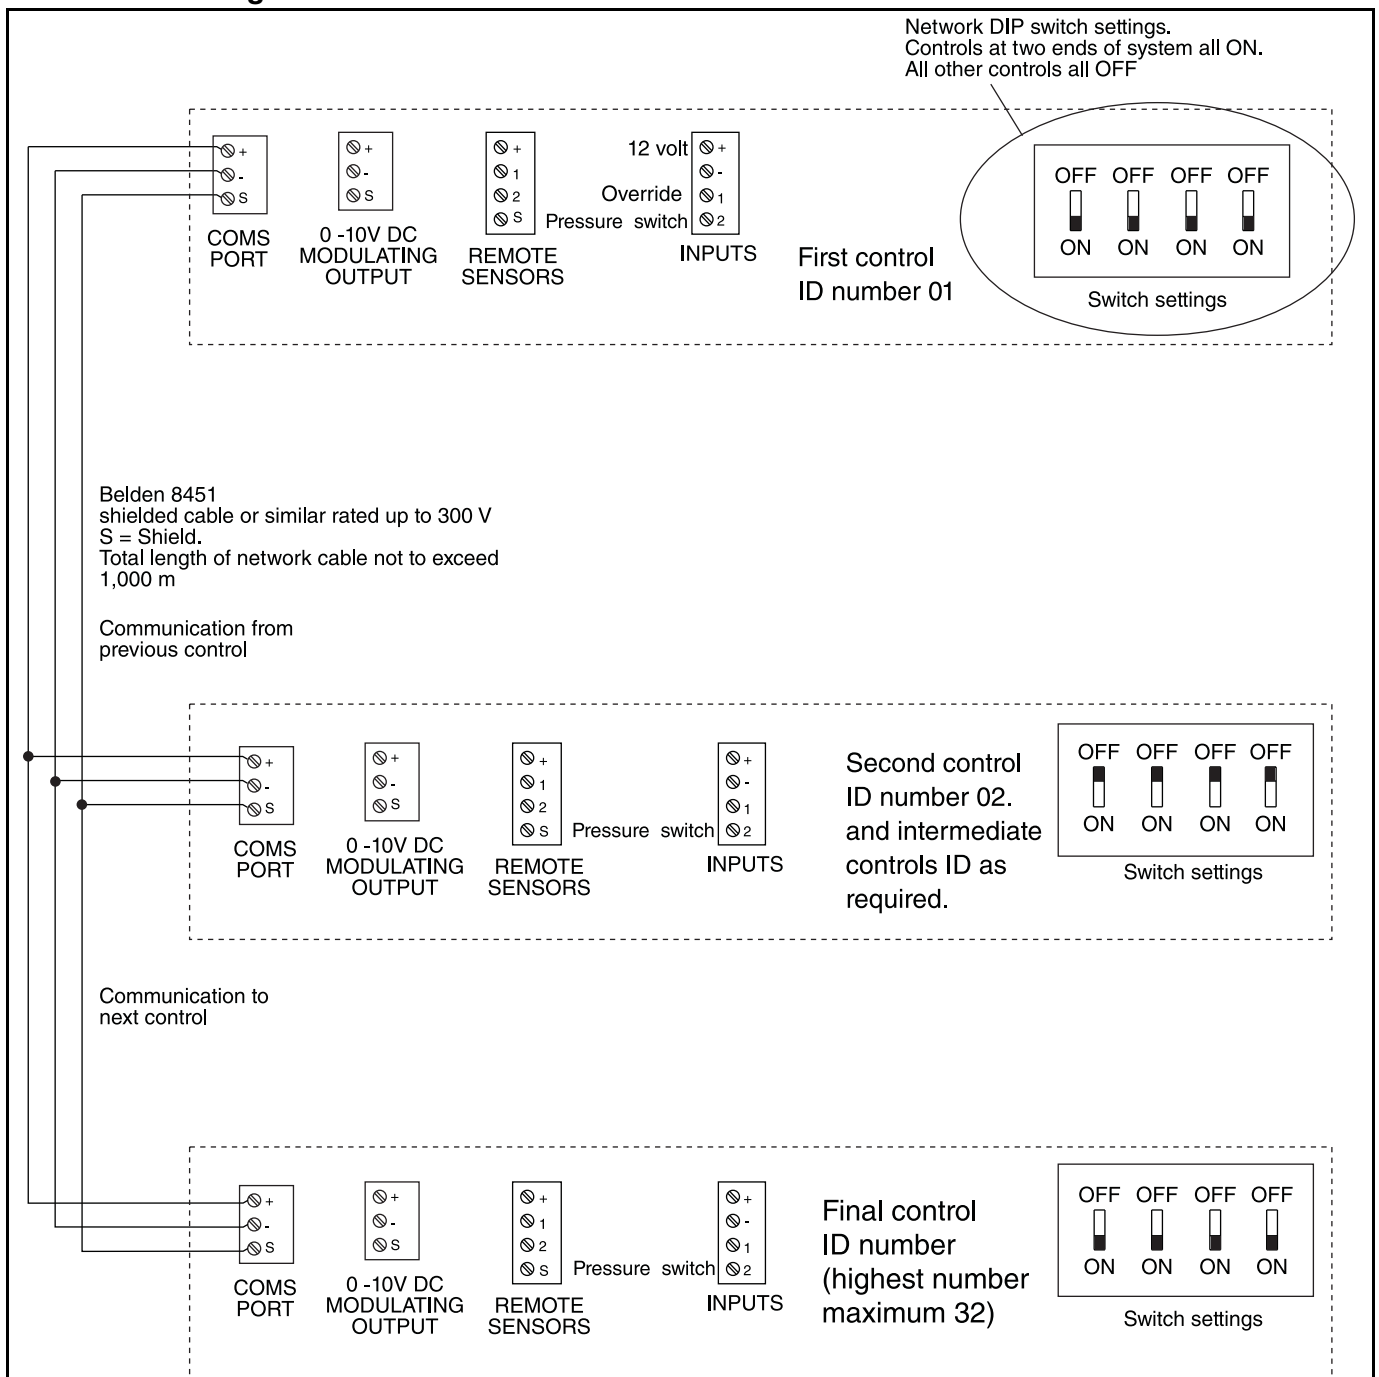 Network DIP switch settings.
Controls at two ends of system all ON.
All other controls all OFF
+
-
S
COMS
PORT
+
-
S
0 -10V DC
MODULATING
OUTPUT
+
1
2
S
REMOTE
SENSORS
12 volt
Override
Pressure switch
+
-
1
2
INPUTS
First control
ID number 01
OFF OFF OFF OFF
ON ON ON ON
Switch settings
Belden 8451
shielded cable or similar rated up to 300 V
S = Shield.
Total length of network cable not to exceed
1,000 m
Communication from
previous control
+
-
S
COMS
PORT
+
-
S
0 -10V DC
MODULATING
OUTPUT
+
1
2
S
REMOTE
SENSORS
Pressure switch
+
-
1
2
INPUTS
Second control
ID number 02.
and intermediate
controls ID as
required.
OFF OFF OFF OFF
ON ON ON ON
Switch settings
Communication to
next control
+
-
S
COMS
PORT
+
-
S
0 -10V DC
MODULATING
OUTPUT
+
1
2
S
REMOTE
SENSORS
Pressure switch
+
-
1
2
INPUTS
Final control
ID number
(highest number
maximum 32)
OFF OFF OFF OFF
ON ON ON ON
Switch settings